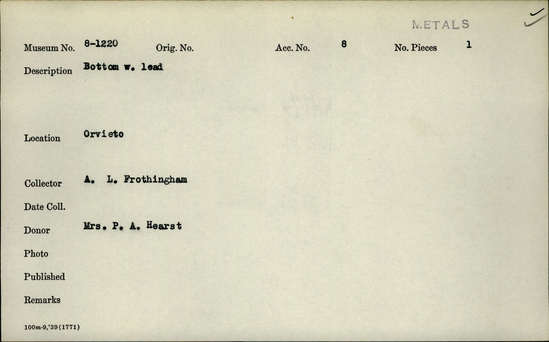 METALS
Museum No. 8-1220 Orig. No. Acc. No. 8 No. Pieces 1
Description Bottom w. lead
Location Orvieto
Collector A. L. Frothingham
Date Coll.
Donor Mrs. P. A. Hearst
Photo
Published
Remarks
100m-9,'39(1771)